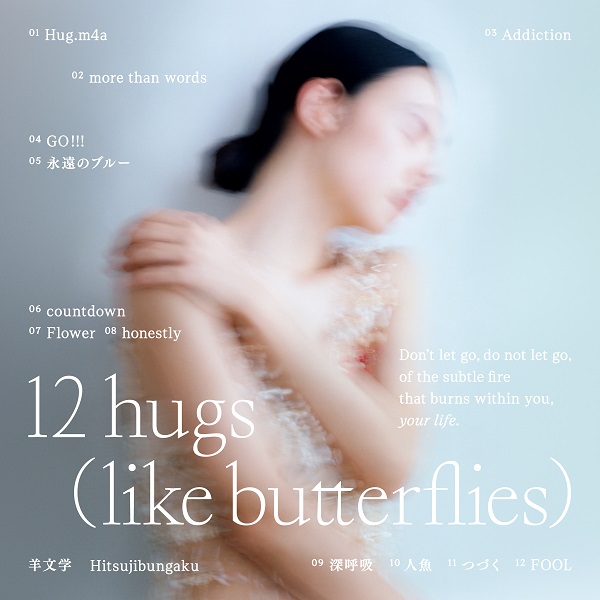 01 Hug.m4a
03 Addiction
02 more than words
04 GO!!!
05 永遠のブルー
06 countdown
07 Flower 08 honestly
Don't let go, do not let go,
of the subtle fire
that burns within you,
your life.
12 hugs
(like butterflies)
羊文学 Hitsujibungaku
09 深呼吸 10 人魚 11 つづく 12 FOOL